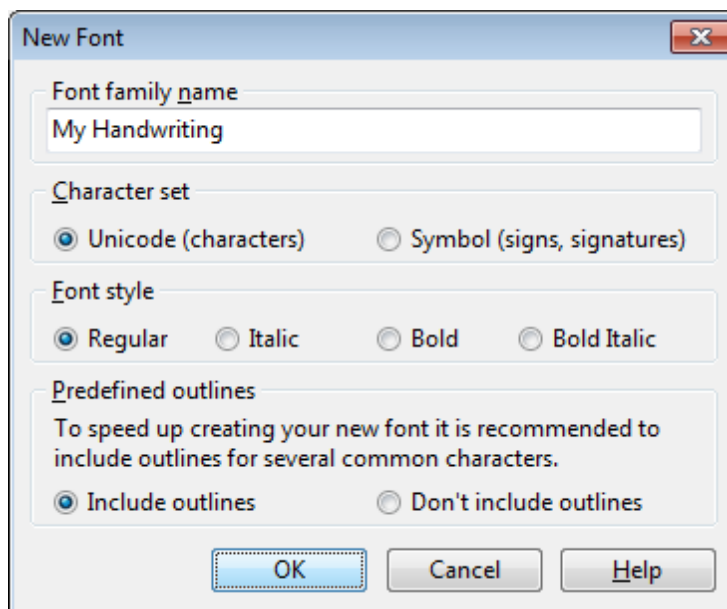 New Font
Font family name
My Handwriting
Character set
Unicode (characters) Symbol (signs, signatures)
Font style
Regular Italic Bold Bold Italic
Predefined outlines
To speed up creating your new font it is recommended to
include outlines for several common characters.
Include outlines Don't include outlines
OK Cancel Help